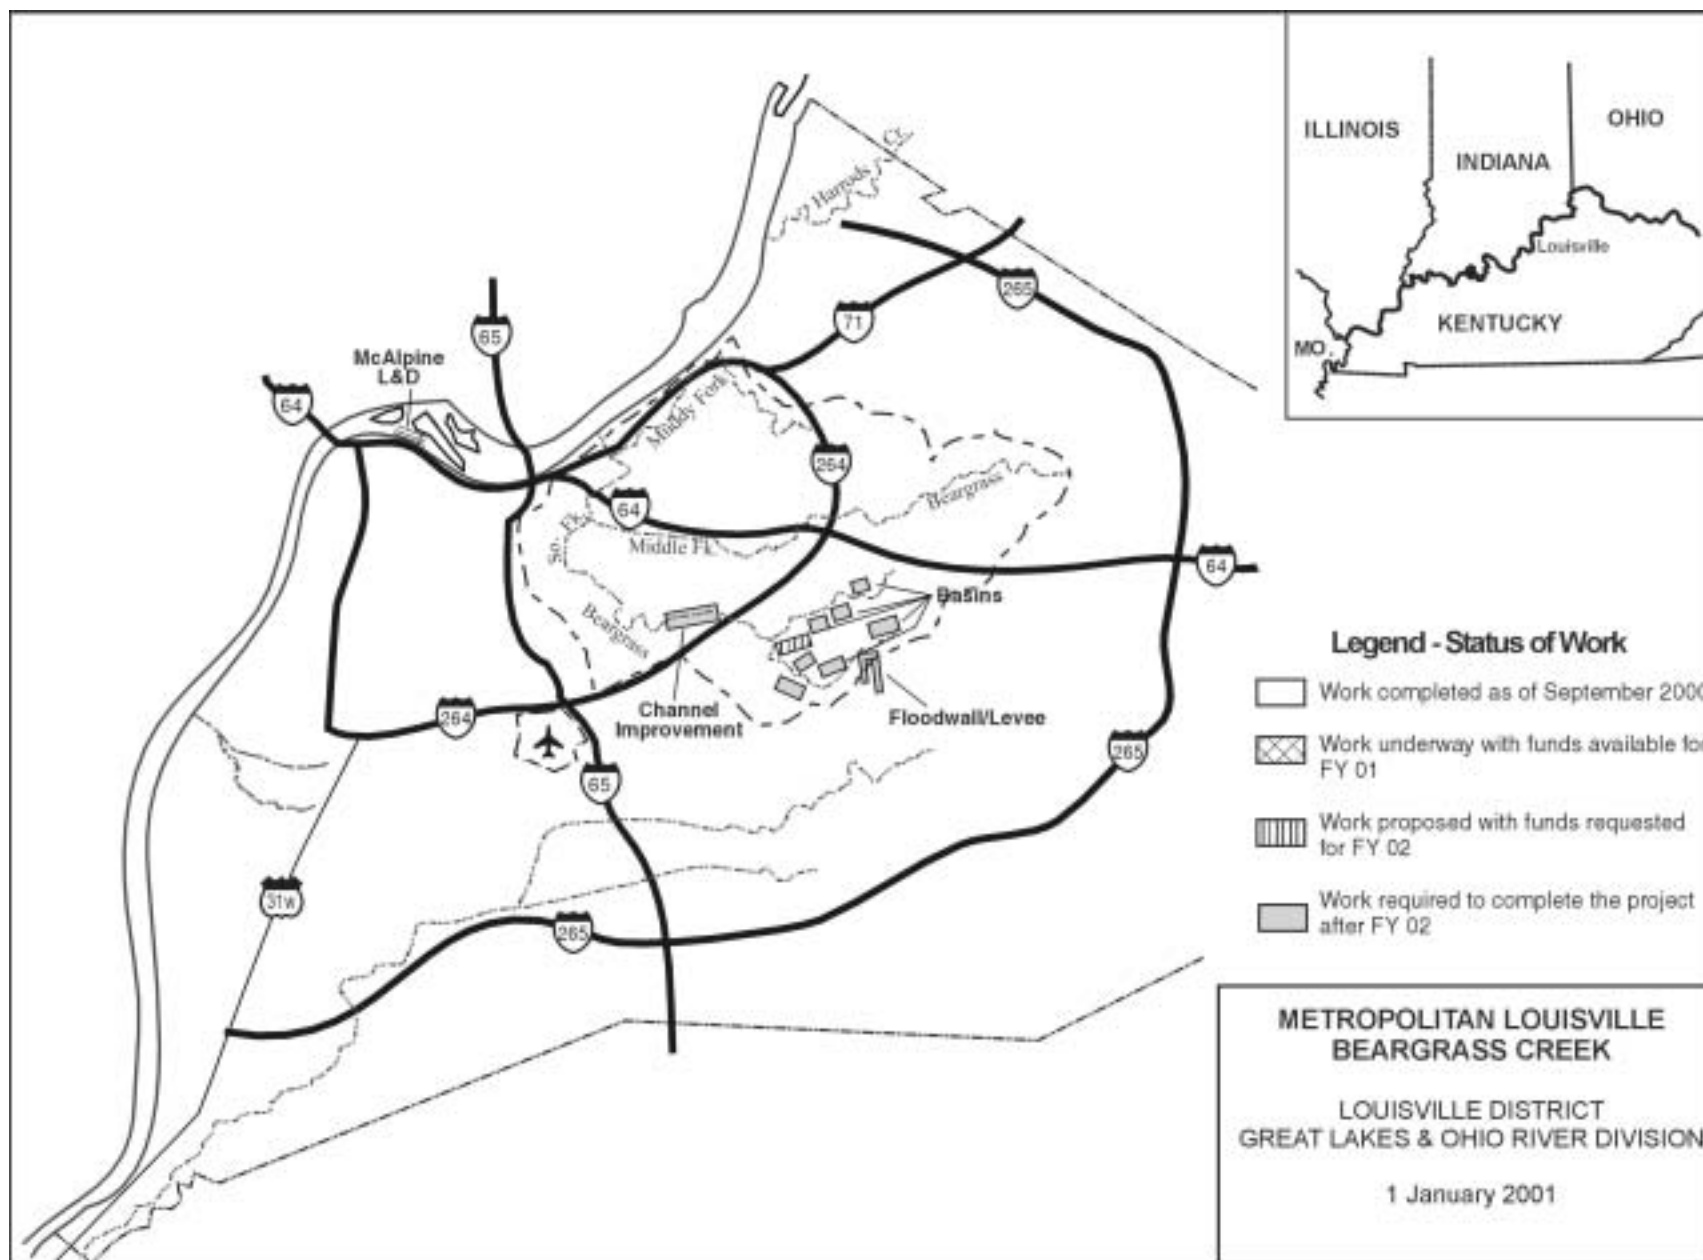 ILLINOIS
OHIO
INDIANA
Louisville
KENTUCKY
MO.
Harrods Cr.
265
71
65
McAlpine
L&D
64
Muddy Fork
264
Beargrass
64
So. Fk.
Middle Fk.
64
Basins
Beargrass
Channel
Improvement
Floodwall/Levee
264
265
65
31W
265
Legend - Status of Work
Work completed as of September 2000
Work underway with funds available for
FY 01
Work proposed with funds requested
for FY 02
Work required to complete the project
after FY 02
METROPOLITAN LOUISVILLE
BEARGRASS CREEK
LOUISVILLE DISTRICT
GREAT LAKES & OHIO RIVER DIVISION
1 January 2001